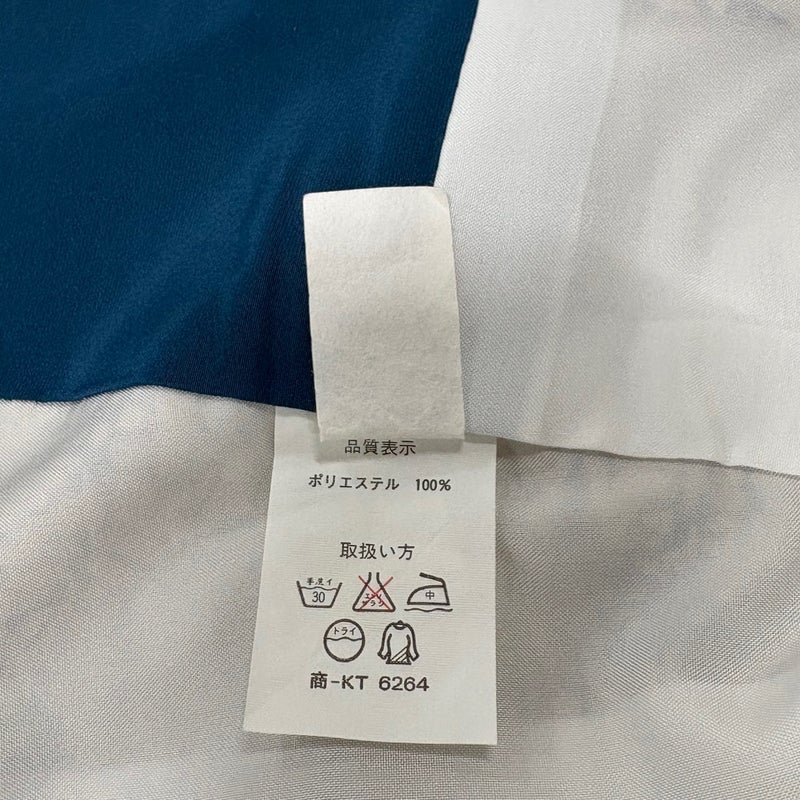 品質表示
ポリエステル 100%
取扱い方
手洗イ
30
エンソ
サラシ
中
ドライ
商-KT 6264